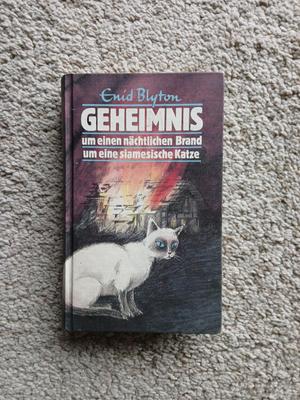 Enid Blyton
GEHEIMNIS
um einen nächtlichen Brand
um eine siamesische Katze